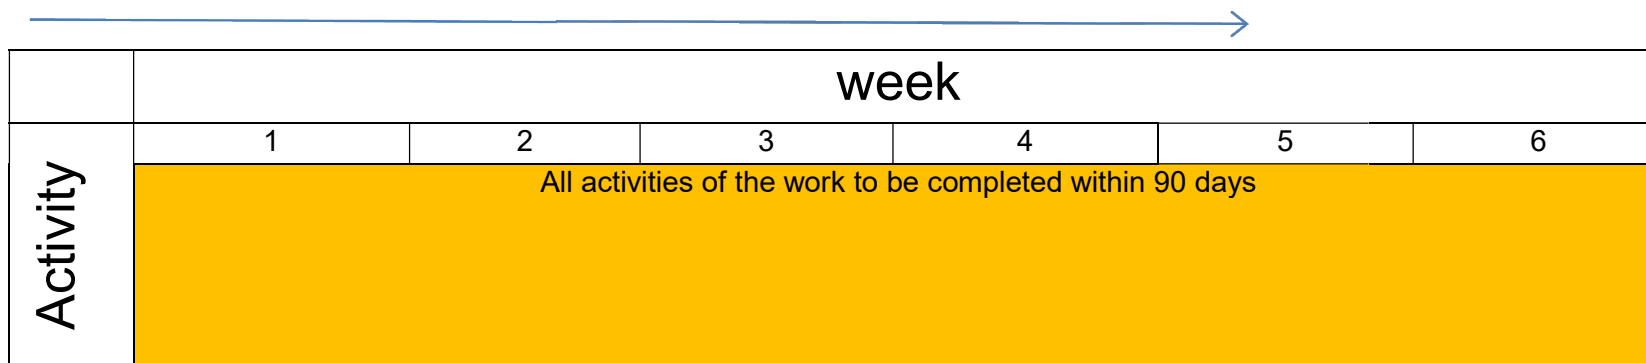 week
1 2 3 4 5 6
All activities of the work to be completed within 90 days
Activity